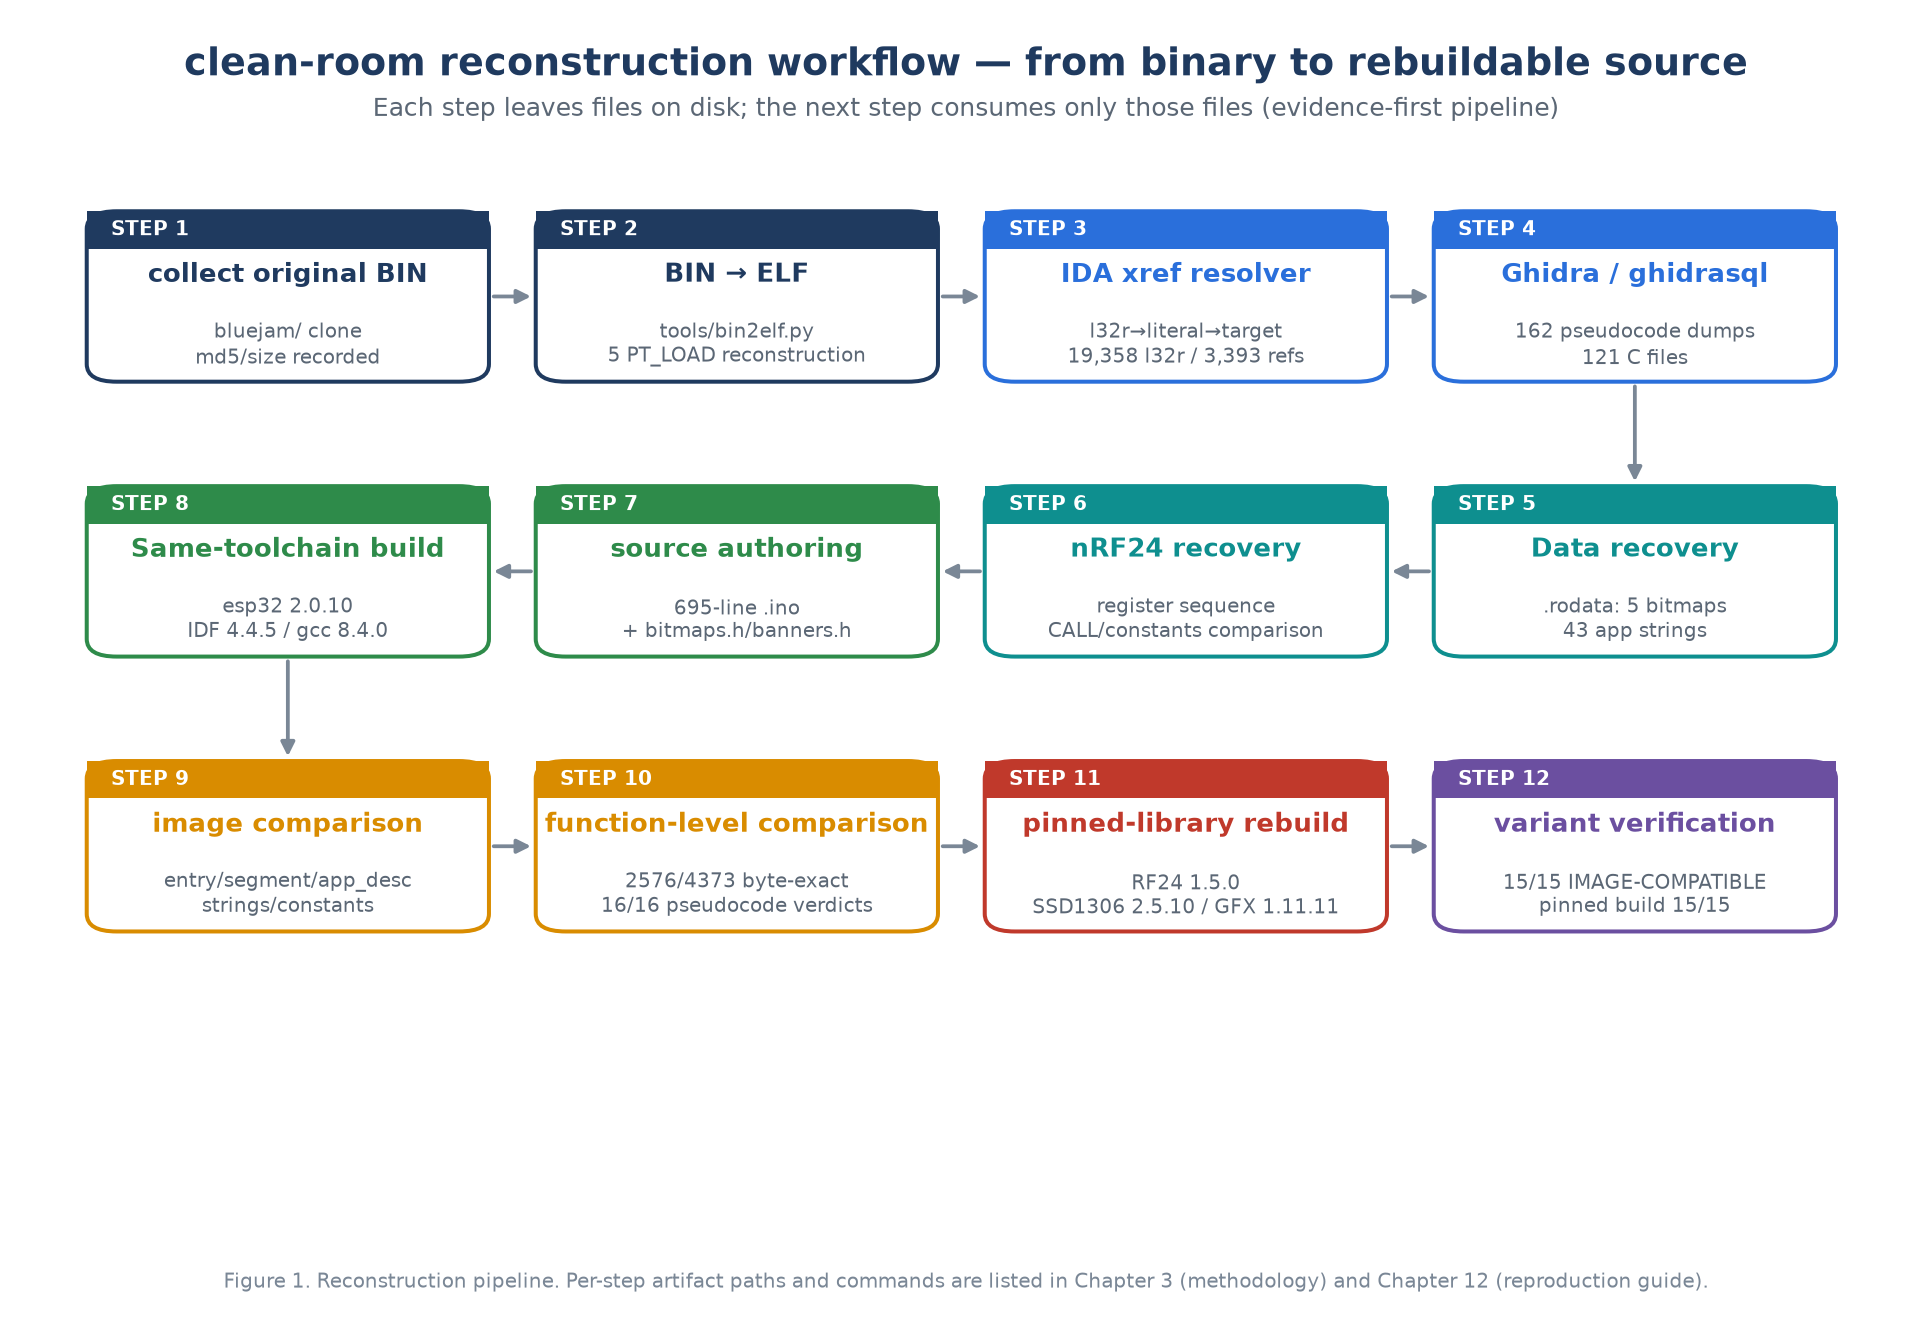 clean-room reconstruction workflow — from binary to rebuildable source
Each step leaves files on disk; the next step consumes only those files (evidence-first pipeline)
STEP 1
collect original BIN
bluejam/ clone
md5/size recorded
STEP 2
BIN → ELF
tools/bin2elf.py
5 PT_LOAD reconstruction
STEP 3
IDA xref resolver
l32r→literal→target
19,358 l32r / 3,393 refs
STEP 4
Ghidra / ghidrasql
162 pseudocode dumps
121 C files
STEP 5
Data recovery
.rodata: 5 bitmaps
43 app strings
STEP 6
nRF24 recovery
register sequence
CALL/constants comparison
STEP 7
source authoring
695-line .ino
+ bitmaps.h/banners.h
STEP 8
Same-toolchain build
esp32 2.0.10
IDF 4.4.5 / gcc 8.4.0
STEP 9
image comparison
entry/segment/app_desc
strings/constants
STEP 10
function-level comparison
2576/4373 byte-exact
16/16 pseudocode verdicts
STEP 11
pinned-library rebuild
RF24 1.5.0
SSD1306 2.5.10 / GFX 1.11.11
STEP 12
variant verification
15/15 IMAGE-COMPATIBLE
pinned build 15/15
Figure 1. Reconstruction pipeline. Per-step artifact paths and commands are listed in Chapter 3 (methodology) and Chapter 12 (reproduction guide).